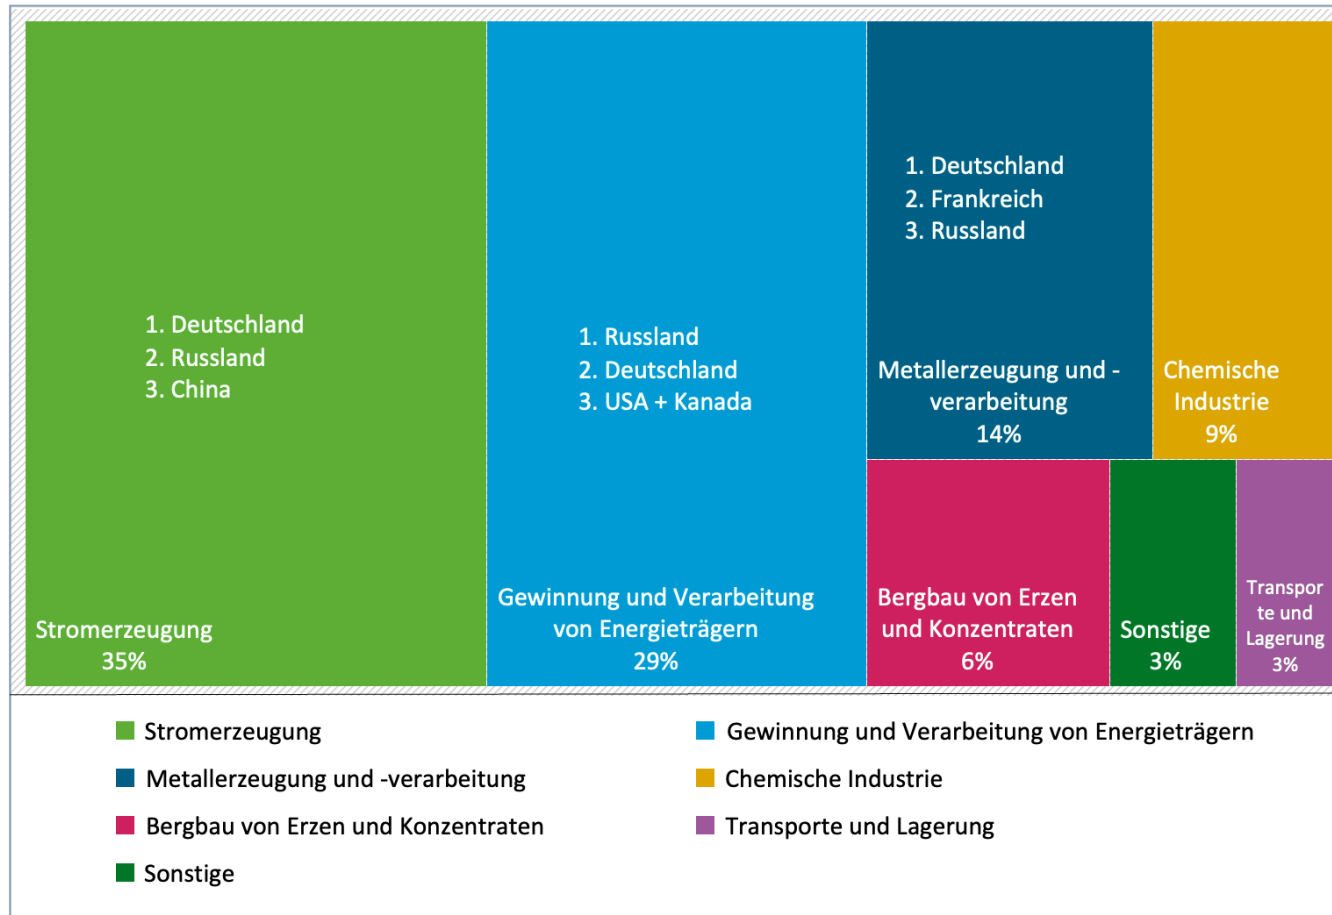 1. Deutschland
2. Russland
3. China
Stromerzeugung
35%
1. Russland
2. Deutschland
3. USA + Kanada
Gewinnung und Verarbeitung
von Energieträgern
29%
1. Deutschland
2. Frankreich
3. Russland
Metallerzeugung und -
verarbeitung
14%
Chemische
Industrie
9%
Bergbau von Erzen
und Konzentraten
6%
Sonstige
3%
Transpor
te und
Lagerung
3%
Stromerzeugung
Gewinnung und Verarbeitung von Energieträgern
Metallerzeugung und -verarbeitung
Chemische Industrie
Bergbau von Erzen und Konzentraten
Transporte und Lagerung
Sonstige